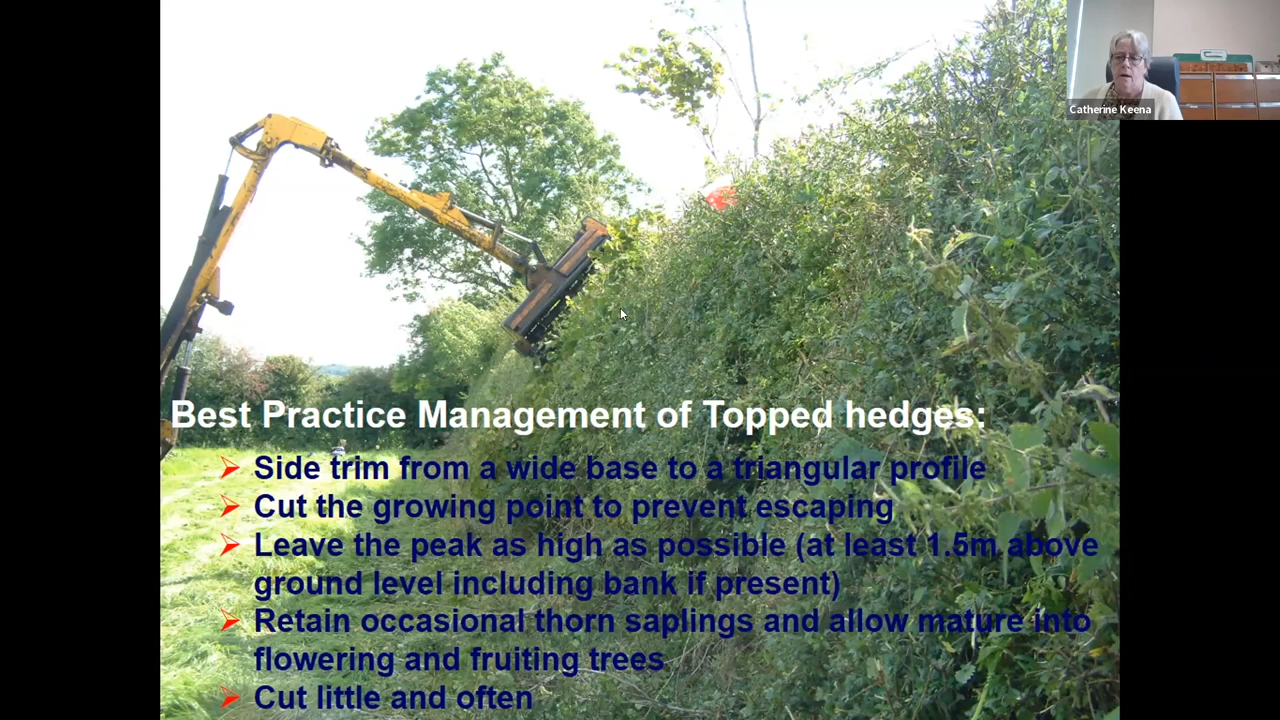 Catherine Keena
Best Practice Management of Topped hedges:
Side trim from a wide base to a triangular profile
Cut the growing point to prevent escaping
Leave the peak as high as possible (at least 1.5m above
ground level including bank if present)
Retain occasional thorn saplings and allow mature into
flowering and fruiting trees
Cut little and often